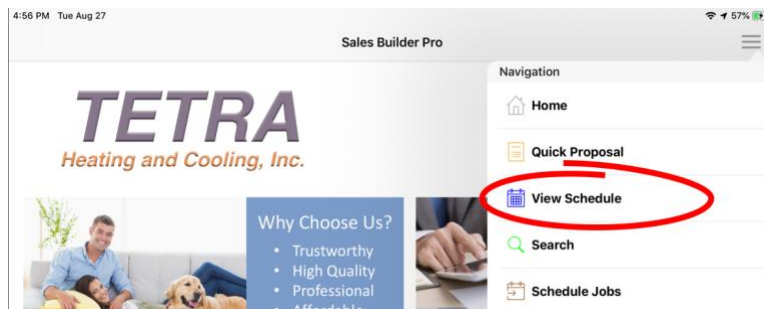 4:56 PM Tue Aug 27
57%
Sales Builder Pro
Navigation
TETRA
Heating and Cooling, Inc.
Home
Quick Proposal
View Schedule
Search
Schedule Jobs
Why Choose Us?
• Trustworthy
• High Quality
• Professional
• Affordable